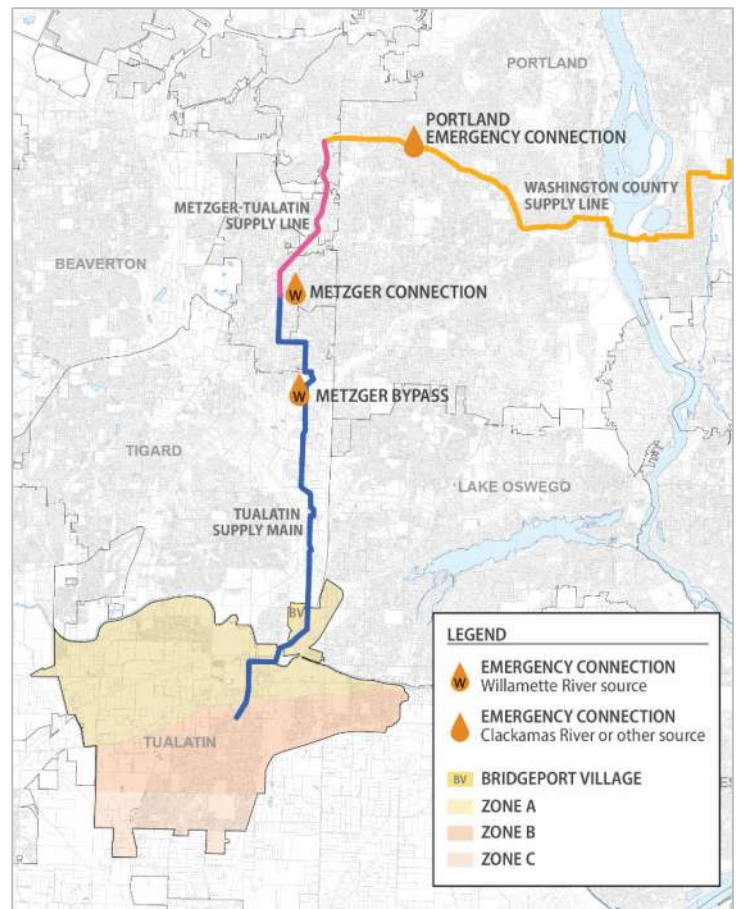 PORTLAND
PORTLAND
EMERGENCY CONNECTION
WASHINGTON COUNTY
SUPPLY LINE
METZGER-TUALATIN
SUPPLY LINE
BEAVERTON
W METZGER CONNECTION
W METZGER BYPASS
TIGARD
LAKE OSWEGO
TUALATIN
SUPPLY MAIN
BV
TUALATIN
LEGEND
W EMERGENCY CONNECTION
Willamette River source
EMERGENCY CONNECTION
Clackamas River or other source
BV BRIDGEPORT VILLAGE
ZONE A
ZONE B
ZONE C